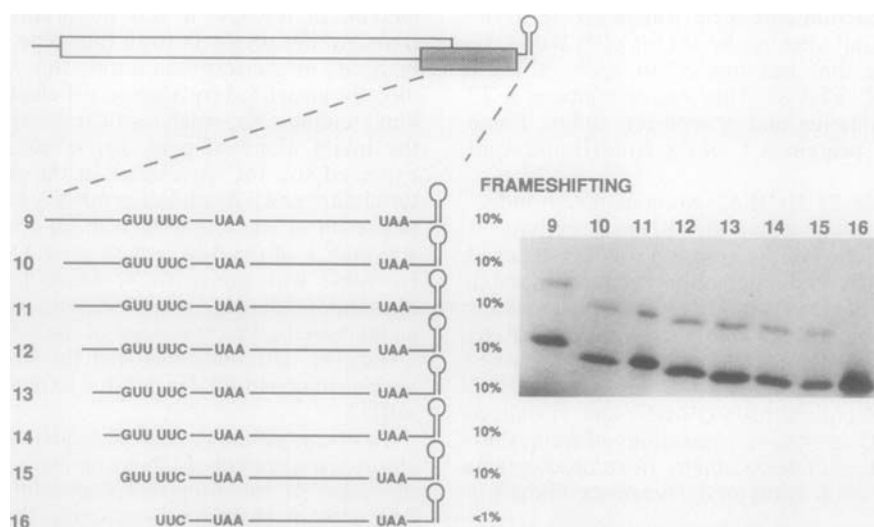 FRAMESHIFTING
9 GUU UUC UAA UAA 10%
10 GUU UUC UAA UAA 10%
11 GUU UUC UAA UAA 10%
12 GUU UUC UAA UAA 10%
13 GUU UUC UAA UAA 10%
14 GUU UUC UAA UAA 10%
15 GUU UUC UAA UAA 10%
16 UUC UAA UAA <1%
9 10 11 12 13 14 15 16